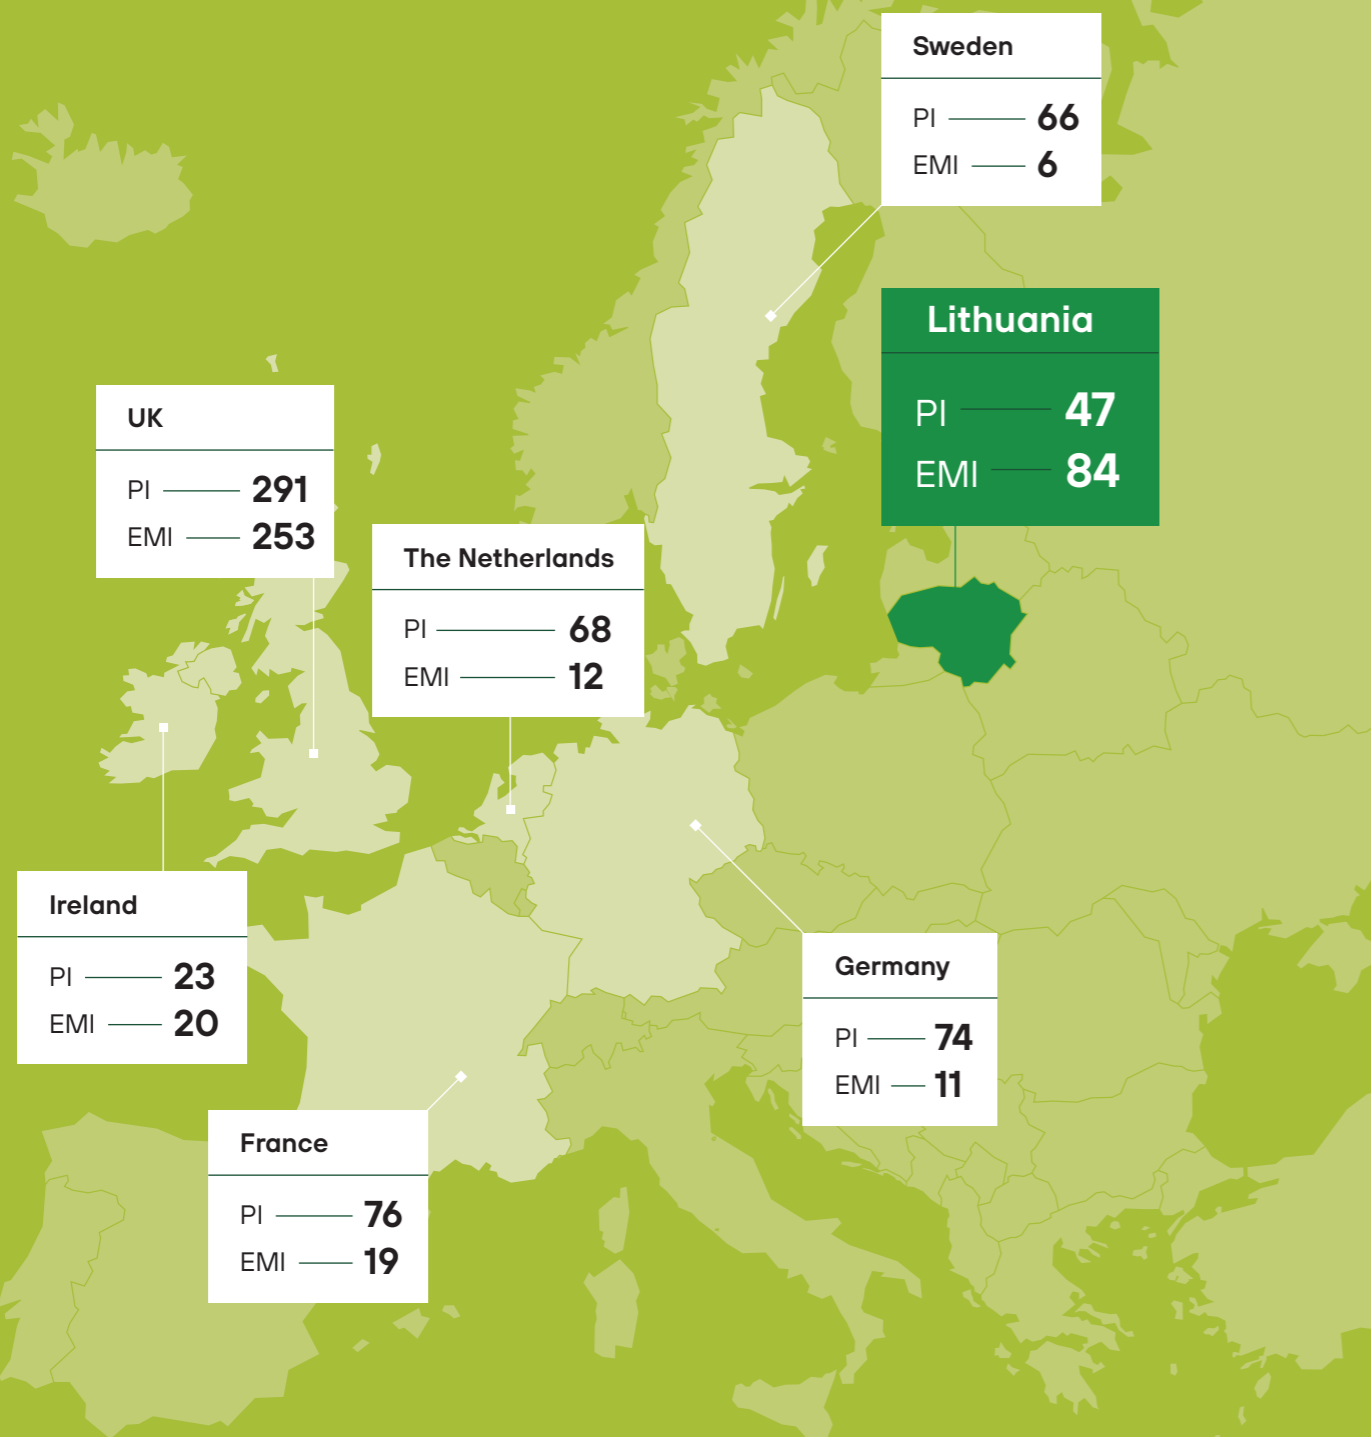 Sweden
PI 66
EMI 6
Lithuania
PI 47
EMI 84
UK
PI 291
EMI 253
The Netherlands
PI 68
EMI 12
Ireland
PI 23
EMI 20
Germany
PI 74
EMI 11
France
PI 76
EMI 19